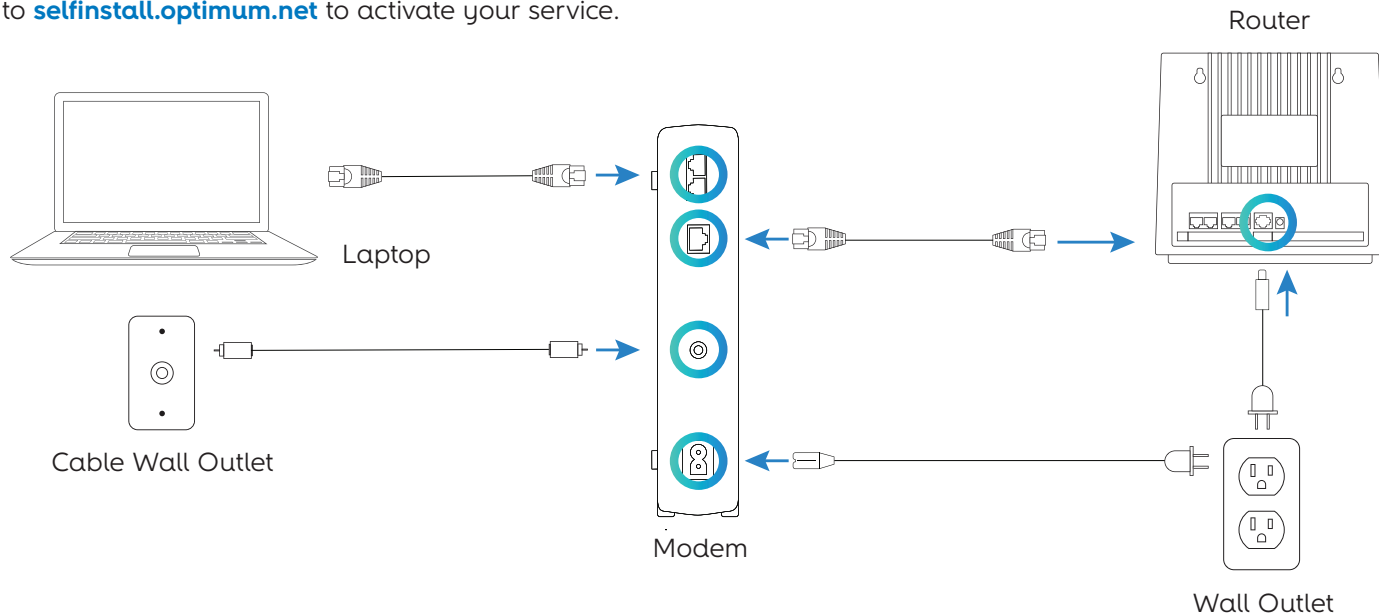 to selfinstall.optimum.net to activate your service.
Router
Laptop
Cable Wall Outlet
Modem
Wall Outlet